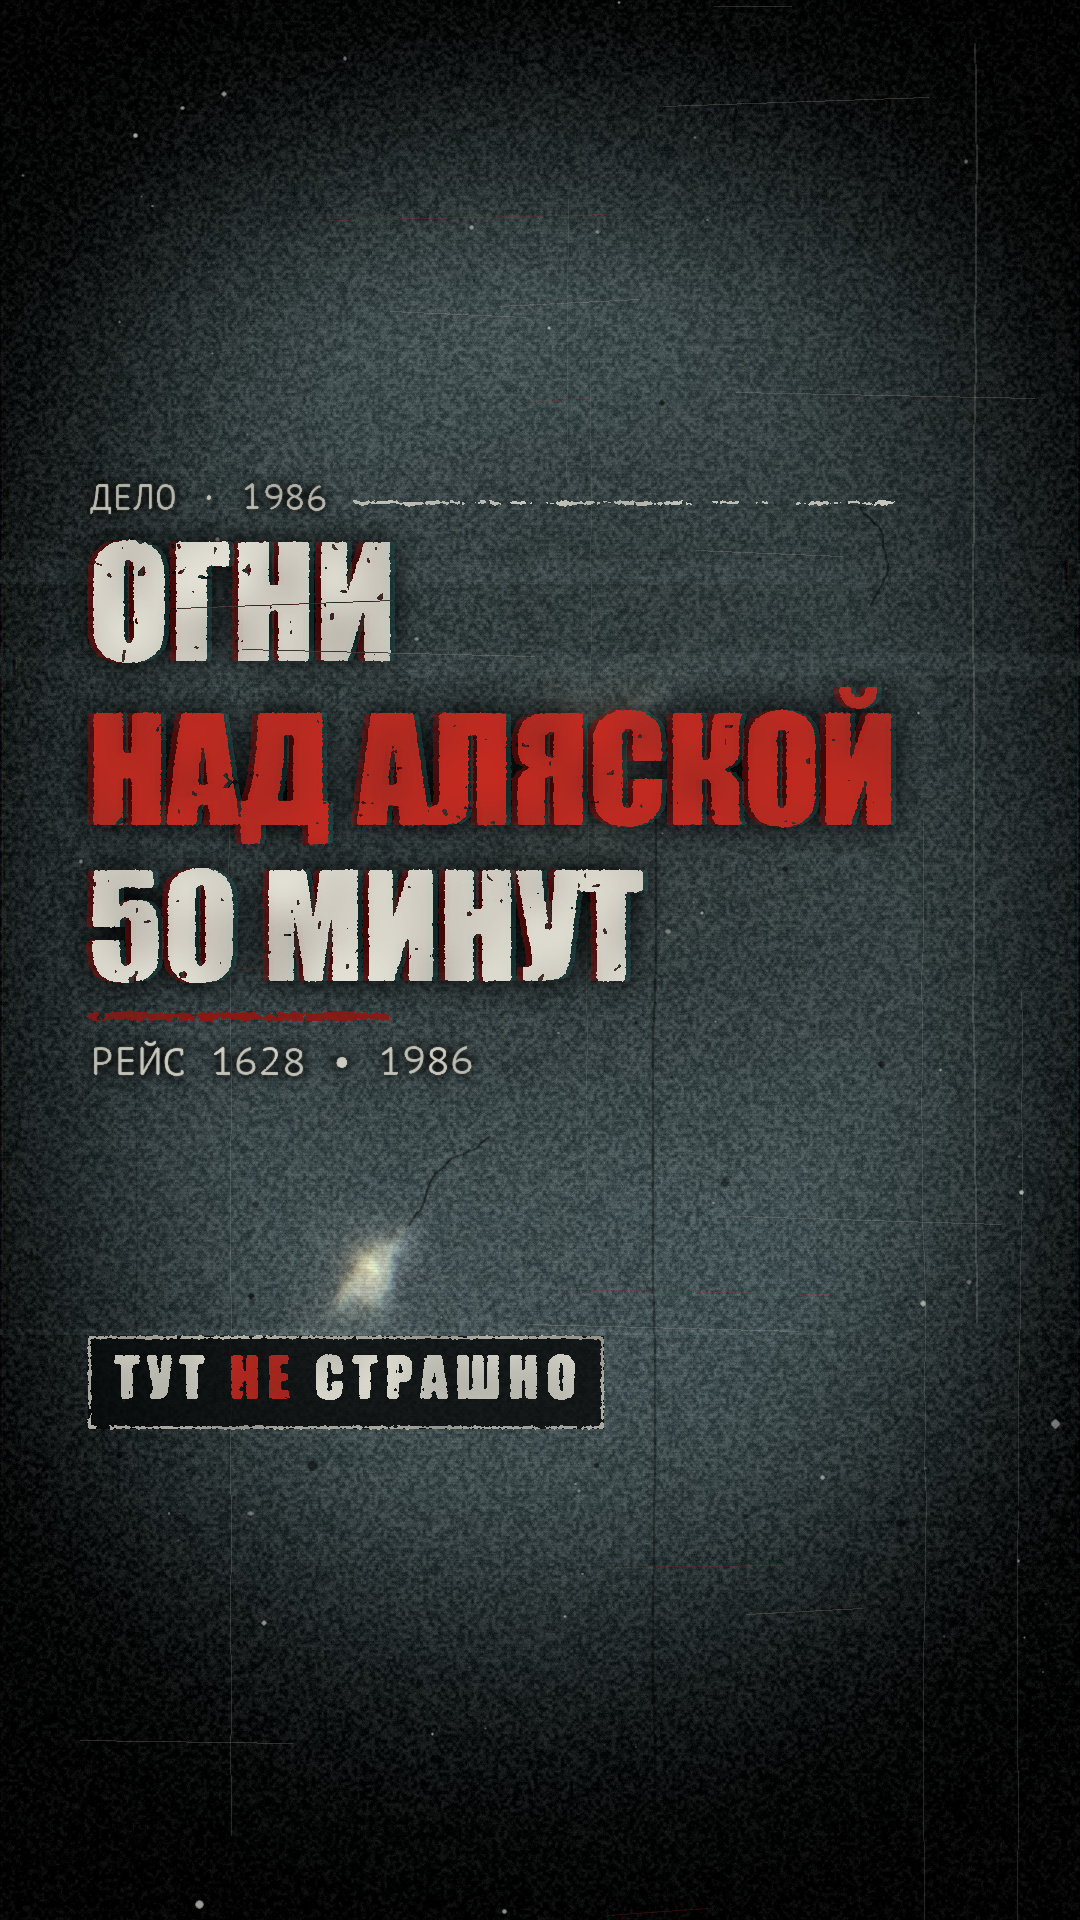 ДЕЛО · 1986
ОГНИ
НАД АЛЯСКОЙ
50 МИНУТ
РЕЙС 1628 • 1986
ТУТ НЕ СТРАШНО